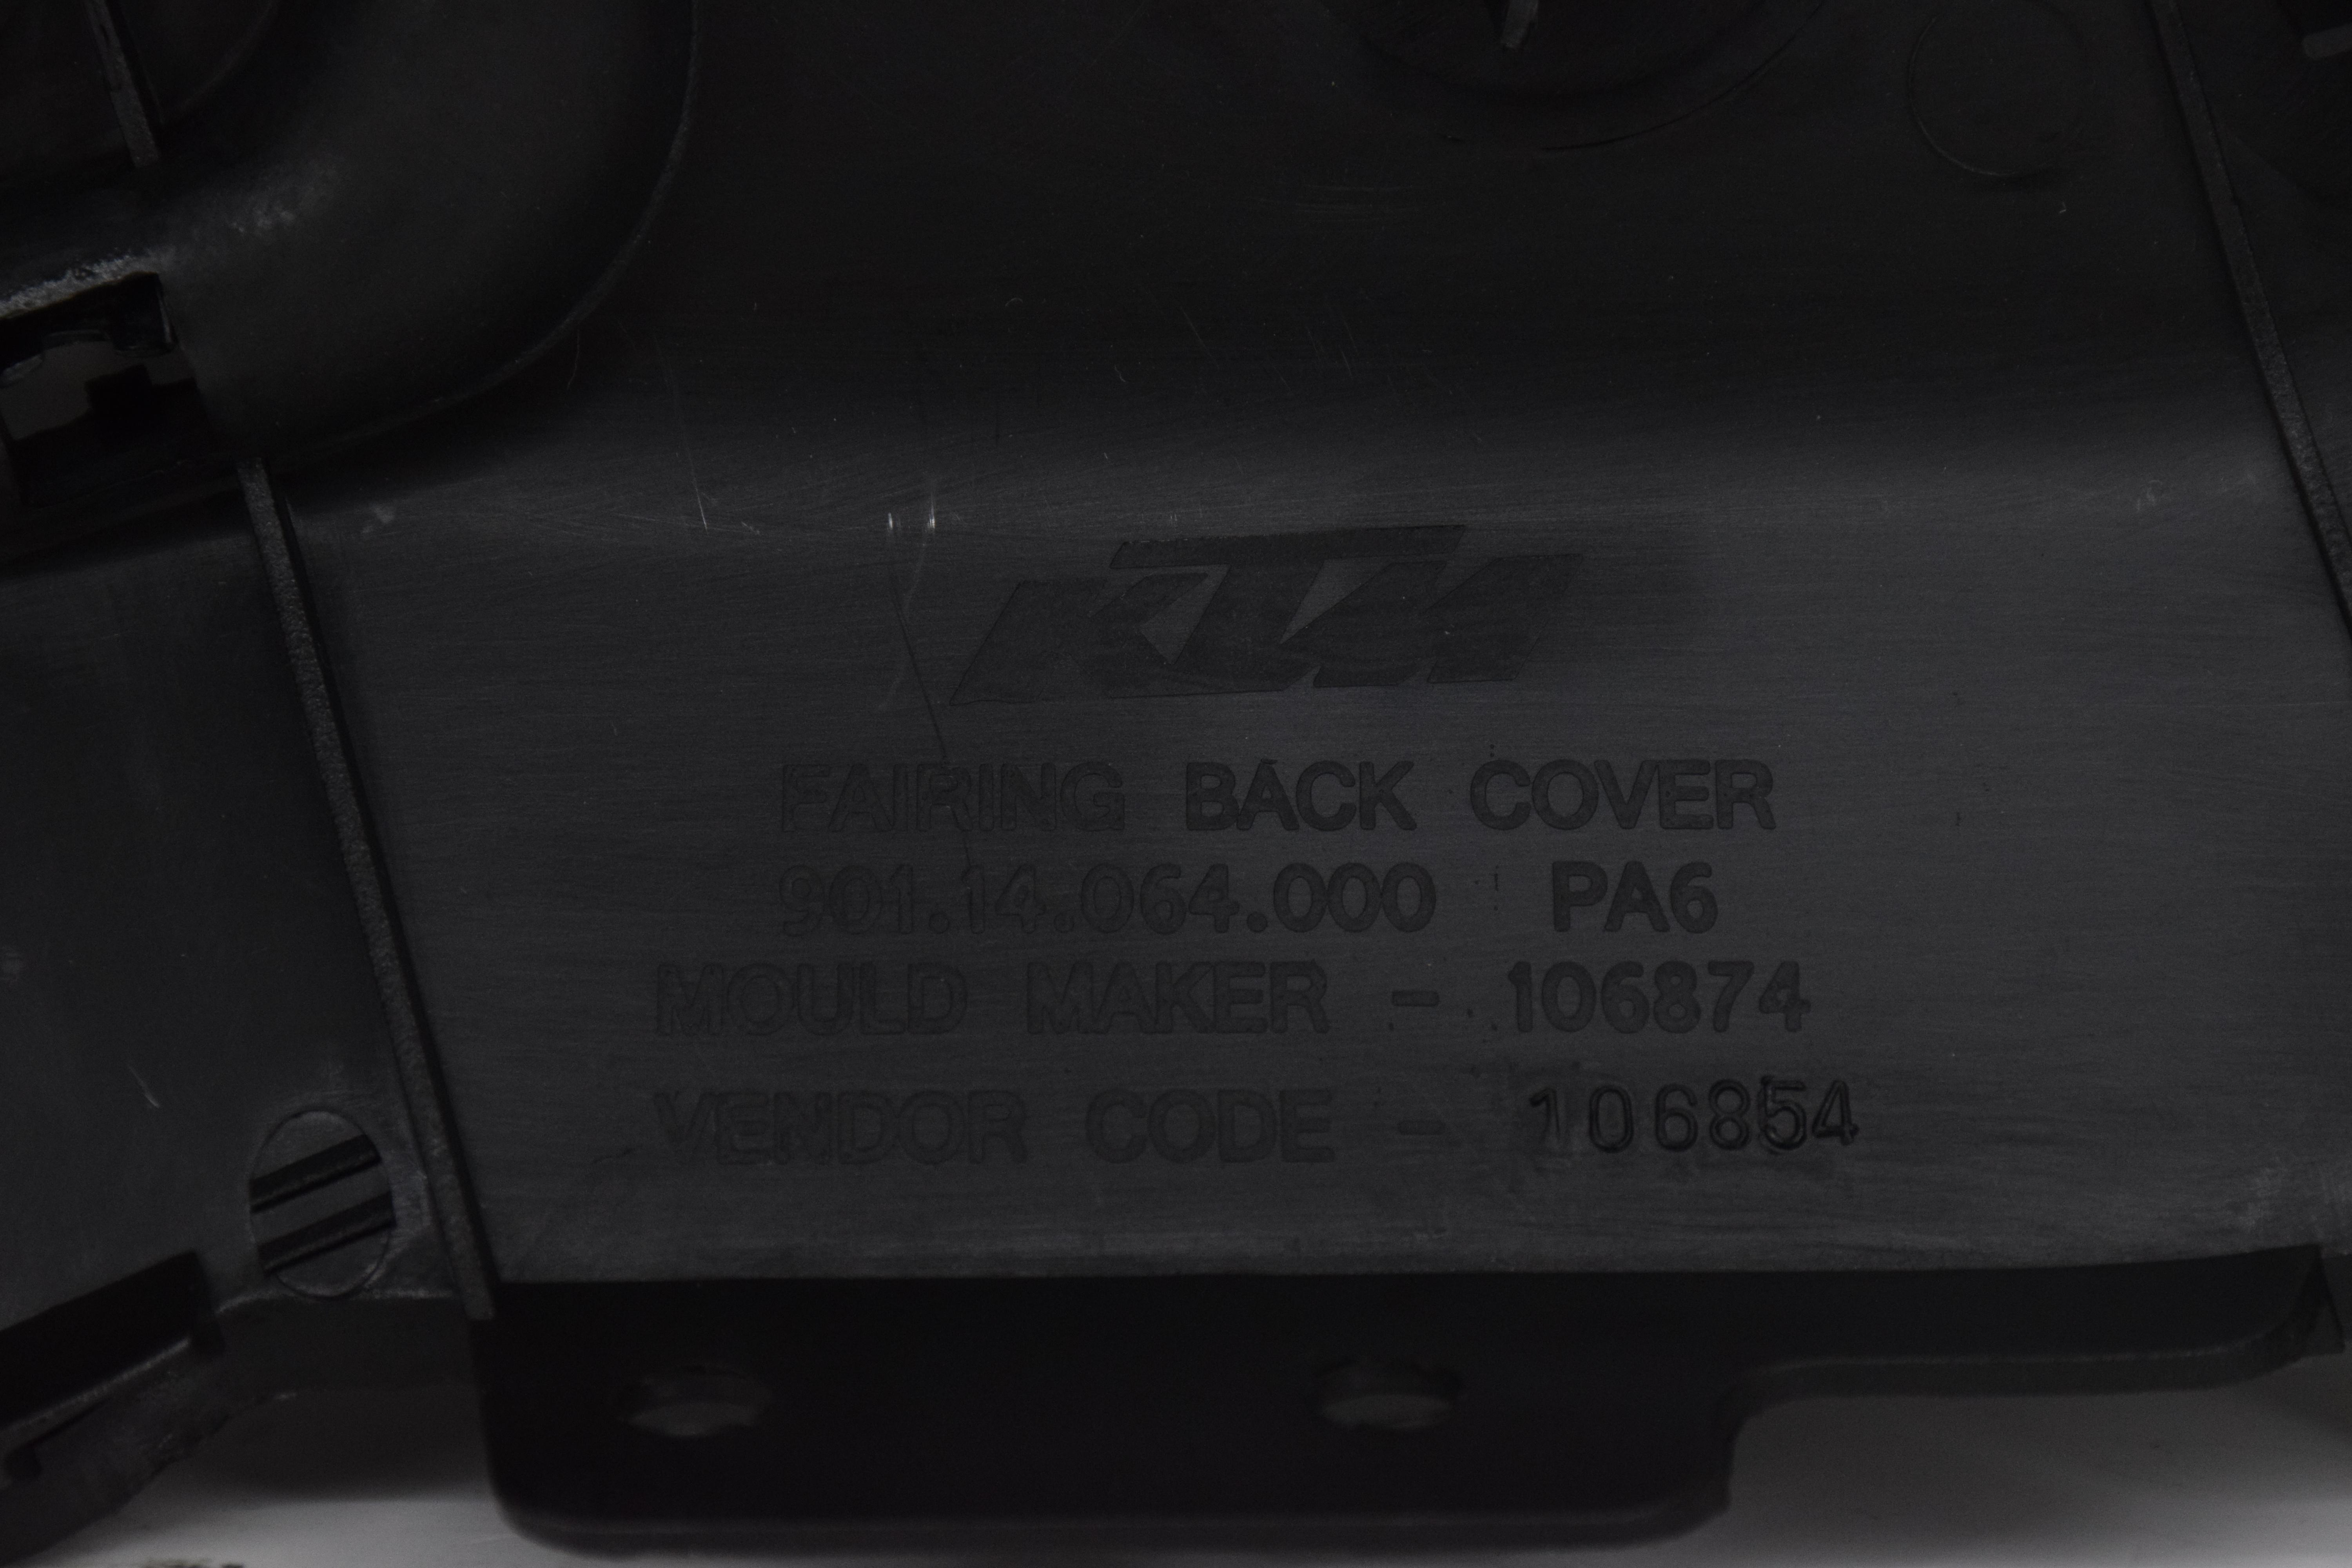 KTM
FAIRING BACK COVER
901.14.064.000 PA6
MOULD MAKER - 106874
VENDOR CODE - 106854